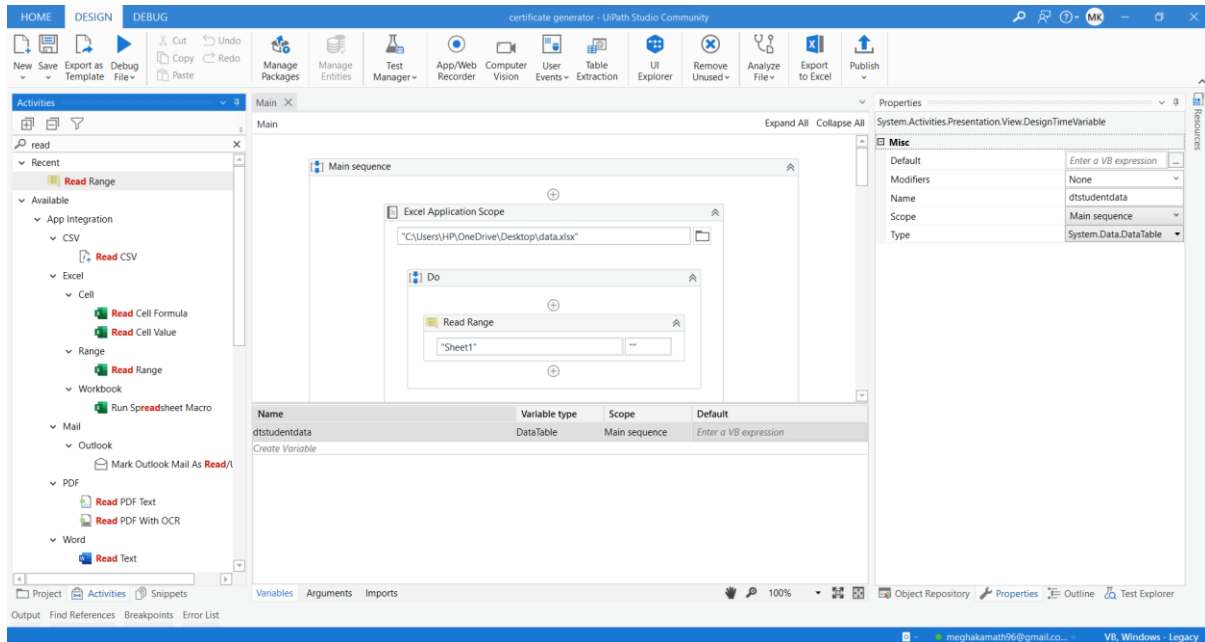 HOME DESIGN DEBUG certificate generator - UiPath Studio Community MK
New Save Export as Template Debug File Cut Copy Paste Undo Redo Manage Packages Manage Entities Test Manager App/Web Recorder Computer Vision User Events Table Extraction UI Explorer Remove Unused Analyze File Export to Excel Publish
Activities
read
Recent
Read Range
Available
App Integration
CSV
Read CSV
Excel
Cell
Read Cell Formula
Read Cell Value
Range
Read Range
Workbook
Run Spreadsheet Macro
Mail
Outlook
Mark Outlook Mail As Read/U
PDF
Read PDF Text
Read PDF With OCR
Word
Read Text
Project Activities Snippets
Output Find References Breakpoints Error List
Main
Main Expand All Collapse All
Main sequence
Excel Application Scope
"C:\Users\HP\OneDrive\Desktop\data.xlsx"
Do
Read Range
"Sheet1" ""
Name Variable type Scope Default
dtstudentdata DataTable Main sequence Enter a VB expression
Create Variable
Variables Arguments Imports 100%
Properties
System.Activities.Presentation.View.DesignTimeVariable
Misc
Default Enter a VB expression ...
Modifiers None
Name dtstudentdata
Scope Main sequence
Type System.Data.DataTable
Object Repository Properties Outline Test Explorer
Resources
meghakamath96@gmail.co... VB, Windows - Legacy